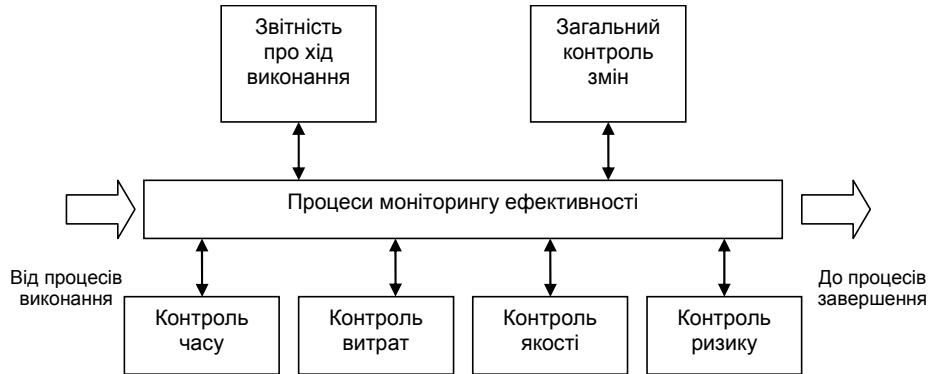 Звітність
про хід
виконання
Загальний
контроль
змін
Процеси моніторингу ефективності
Від процесів
виконання
До процесів
завершення
Контроль
часу
Контроль
витрат
Контроль
якості
Контроль
ризику